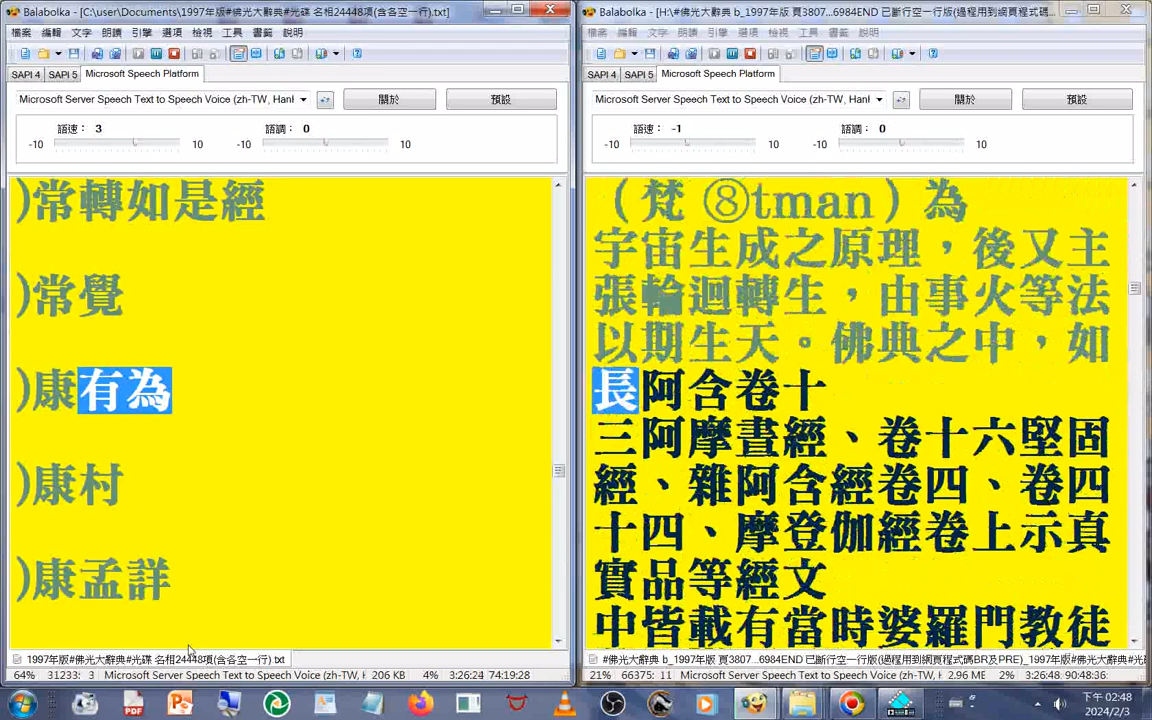 Balabolka - [C:\user\Documents\1997年版#佛光大辭典#光碟 名相24448項(含各空一行).txt]
檔案 編輯 文字 朗讀 引擎 選項 檢視 工具 書籤 說明
SAPI 4 SAPI 5 Microsoft Speech Platform
Microsoft Server Speech Text to Speech Voice (zh-TW, Hanl
關於
預設
語速： 3 語調： 0
-10 10 -10 10
)常轉如是經
)常覺
)康有為
)康村
)康孟詳
1997年版#佛光大辭典#光碟 名相24448項(含各空一行).txt
64% 31233: 3 Microsoft Server Speech Text to Speech Voice (zh-TW, H 206 KB 4% 3:26:24 74:19:28
Balabolka - [H:\#佛光大辭典 b_1997年版 頁3807...6984END 已斷行空一行版(過程用到網頁程式碼...
檔案 編輯 文字 朗讀 引擎 選項 檢視 工具 書籤 說明
SAPI 4 SAPI 5 Microsoft Speech Platform
Microsoft Server Speech Text to Speech Voice (zh-TW, Hanl
關於
預設
語速： -1 語調： 0
-10 10 -10 10
（梵 ⑧tman）為
宇宙生成之原理，後又主
張輪迴轉生，由事火等法
以期生天。佛典之中，如
長阿含卷十
三阿摩晝經、卷十六堅固
經、雜阿含經卷四、卷四
十四、摩登伽經卷上示真
實品等經文
中皆載有當時婆羅門教徒
#佛光大辭典 b_1997年版 頁3807...6984END 已斷行空一行版(過程用到網頁程式碼BR及PRE)_1997年版#佛光大辭典#光
21% 66375: 11 Microsoft Server Speech Text to Speech Voice (zh-TW, H 2.96 ME 2% 3:26:48 90:48:36
下午 02:48
2024/2/3